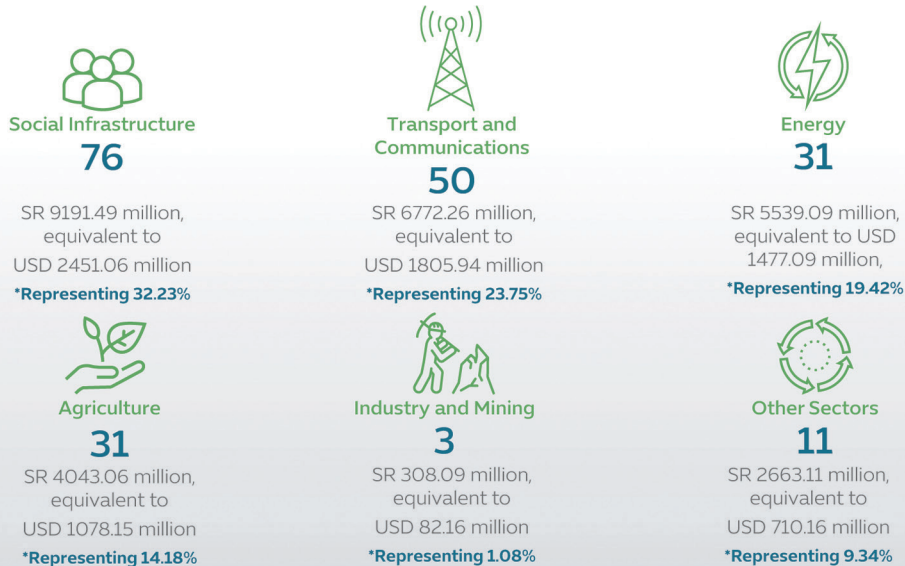 Social Infrastructure
76
SR 9191.49 million,
equivalent to
USD 2451.06 million
*Representing 32.23%
Transport and
Communications
50
SR 6772.26 million,
equivalent to
USD 1805.94 million
*Representing 23.75%
Energy
31
SR 5539.09 million,
equivalent to USD
1477.09 million,
*Representing 19.42%
Agriculture
31
SR 4043.06 million,
equivalent to
USD 1078.15 million
*Representing 14.18%
Industry and Mining
3
SR 308.09 million,
equivalent to
USD 82.16 million
*Representing 1.08%
Other Sectors
11
SR 2663.11 million,
equivalent to
USD 710.16 million
*Representing 9.34%